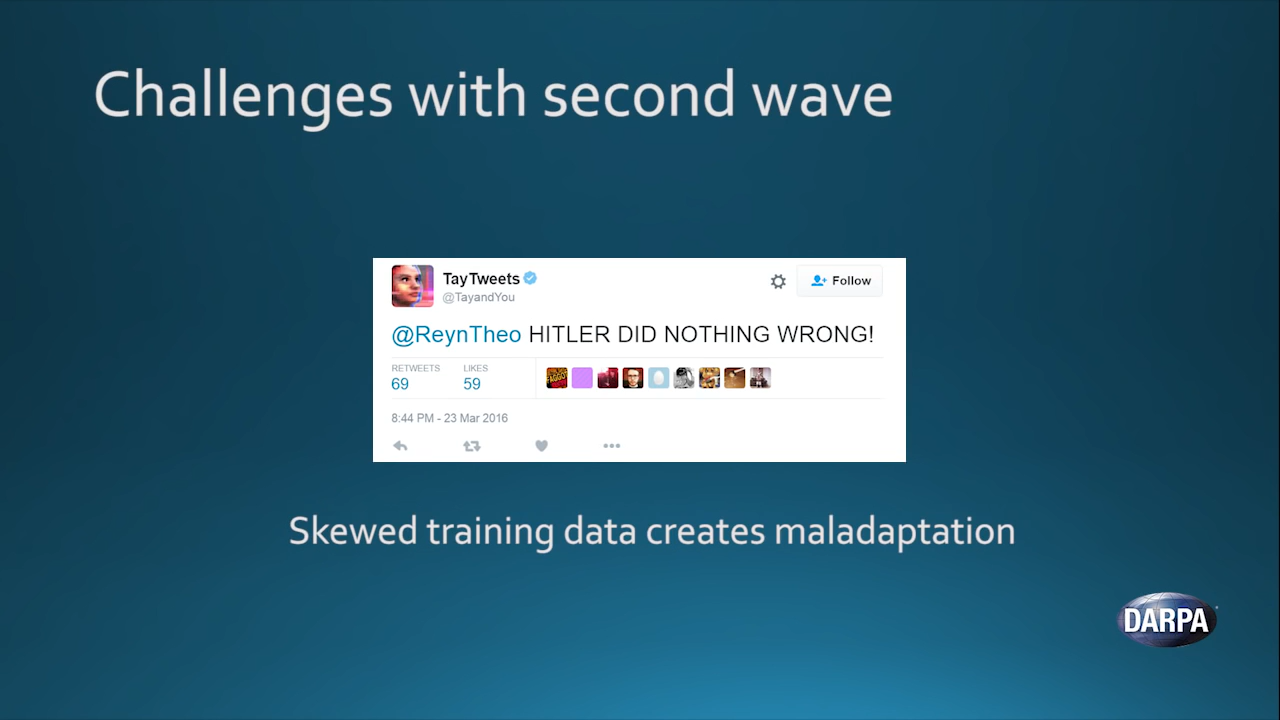 Challenges with second wave
TayTweets
@TayandYou
Follow
@ReynTheo HITLER DID NOTHING WRONG!
RETWEETS LIKES
69 59
8:44 PM - 23 Mar 2016
Skewed training data creates maladaptation
DARPA